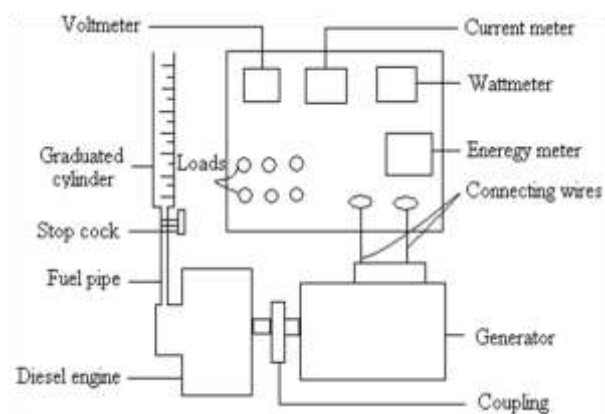 Voltmeter
Current meter
Wattmeter
Graduated
cylinder
Loads
Eneregy meter
Connecting wires
Stop cock
Fuel pipe
Generator
Diesel engine
Coupling